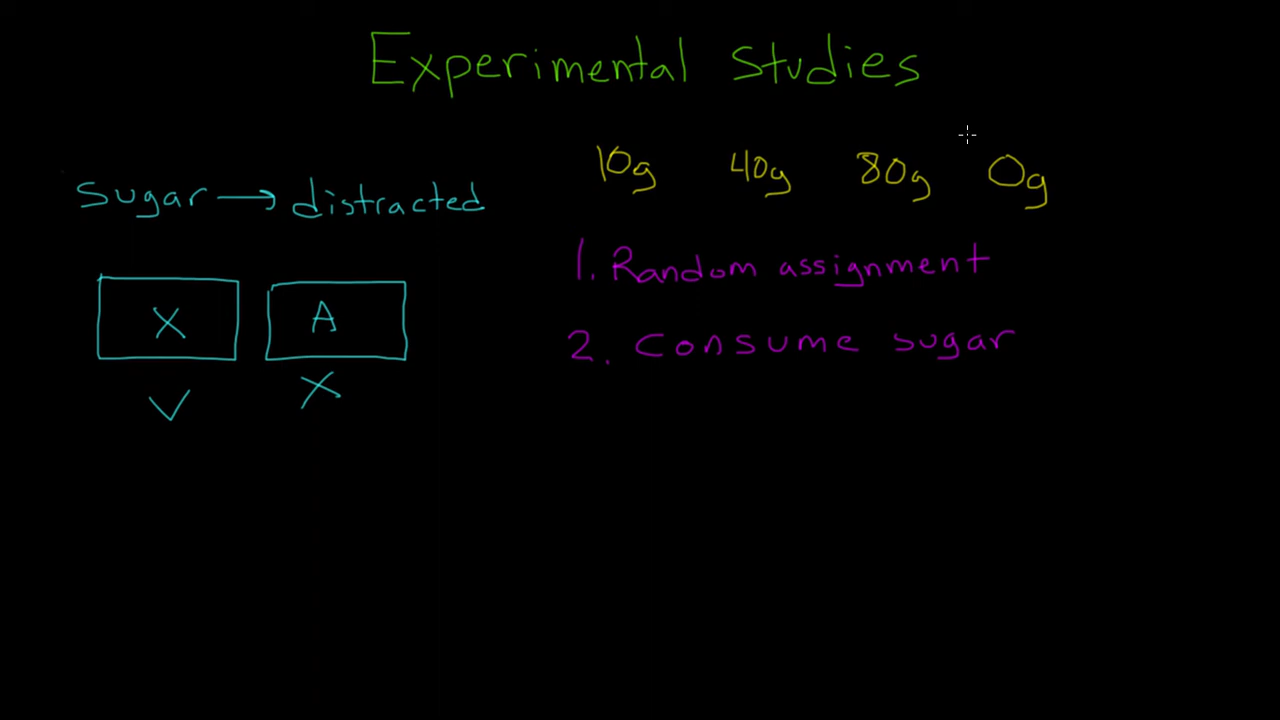 Experimental Studies
10g 40g 80g 0g
Sugar → distracted
1. Random assignment
X A
2. Consume sugar
✓ X